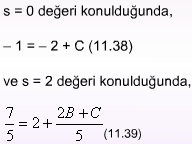 s = 0 değeri konulduğunda,
– 1 = – 2 + C (11.38)
ve s = 2 değeri konulduğunda,
7/5 = 2 + (2B + C)/5 (11.39)